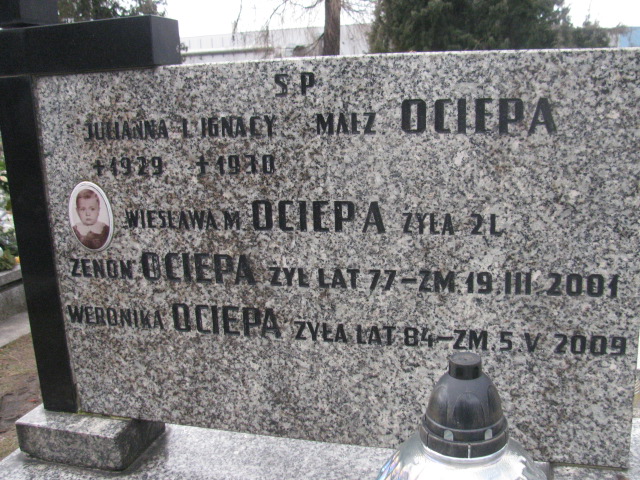 Ś P
JULIANNA I IGNACY MAŁŻ OCIEPA
+1929 +1970
WIESŁAWA M OCIEPA ŻYŁA 2 L
ZENON OCIEPA ŻYŁ LAT 77-ZM 19 III 2001
WERONIKA OCIEPA ŻYŁA LAT 84-ZM 5 V 2009